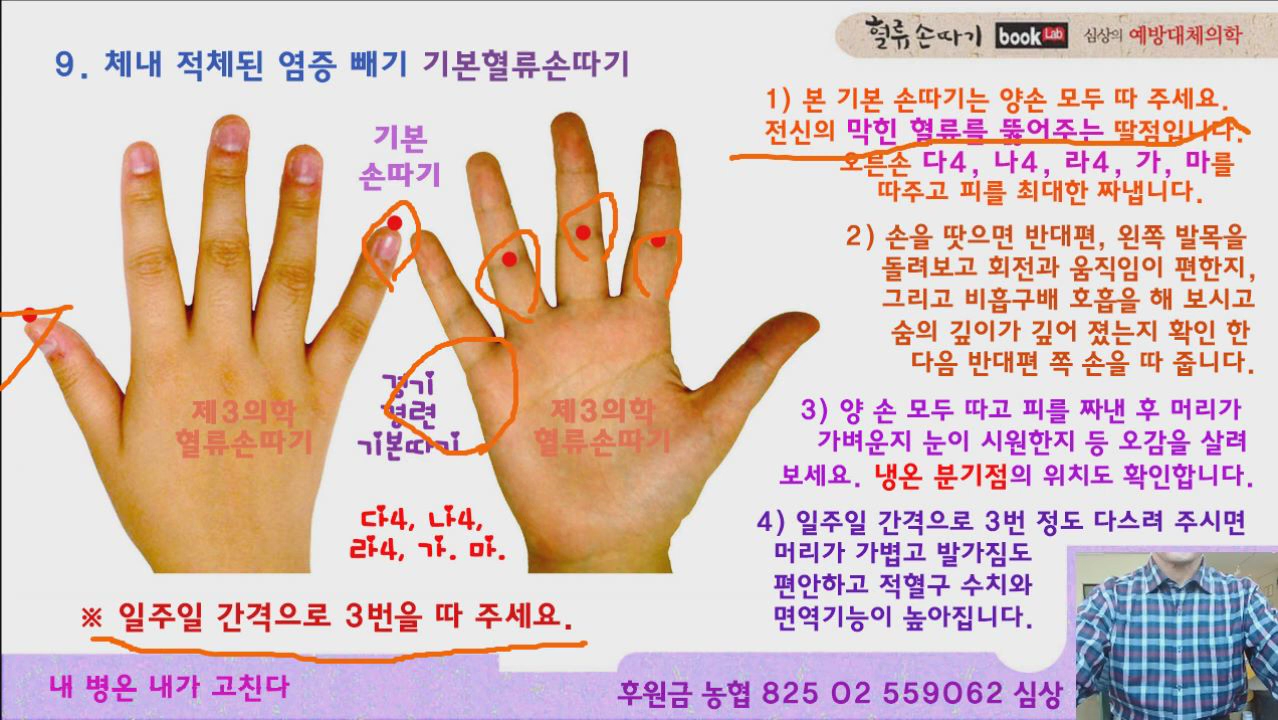 혈류 손따기 book Lab 심상의 예방대체의학
9. 체내 적체된 염증 빼기 기본혈류손따기
기본
손따기
경기
경련
기본따기
제3의학
혈류손따기
제3의학
혈류손따기
다4, 나4,
라4, 가. 마.
※ 일주일 간격으로 3번을 따 주세요.
1) 본 기본 손따기는 양손 모두 따 주세요.
전신의 막힌 혈류를 뚫어주는 딸점입니다.
오른손 다4, 나4, 라4, 가, 마를
따주고 피를 최대한 짜냅니다.
2) 손을 땃으면 반대편, 왼쪽 발목을
돌려보고 회전과 움직임이 편한지,
그리고 비흡구배 호흡을 해 보시고
숨의 깊이가 깊어 졌는지 확인 한
다음 반대편 쪽 손을 따 줍니다.
3) 양 손 모두 따고 피를 짜낸 후 머리가
가벼운지 눈이 시원한지 등 오감을 살려
보세요. 냉온 분기점의 위치도 확인합니다.
4) 일주일 간격으로 3번 정도 다스려 주시면
머리가 가볍고 발가짐도
편안하고 적혈구 수치와
면역기능이 높아집니다.
내 병은 내가 고친다
후원금 농협 825 02 559062 심상